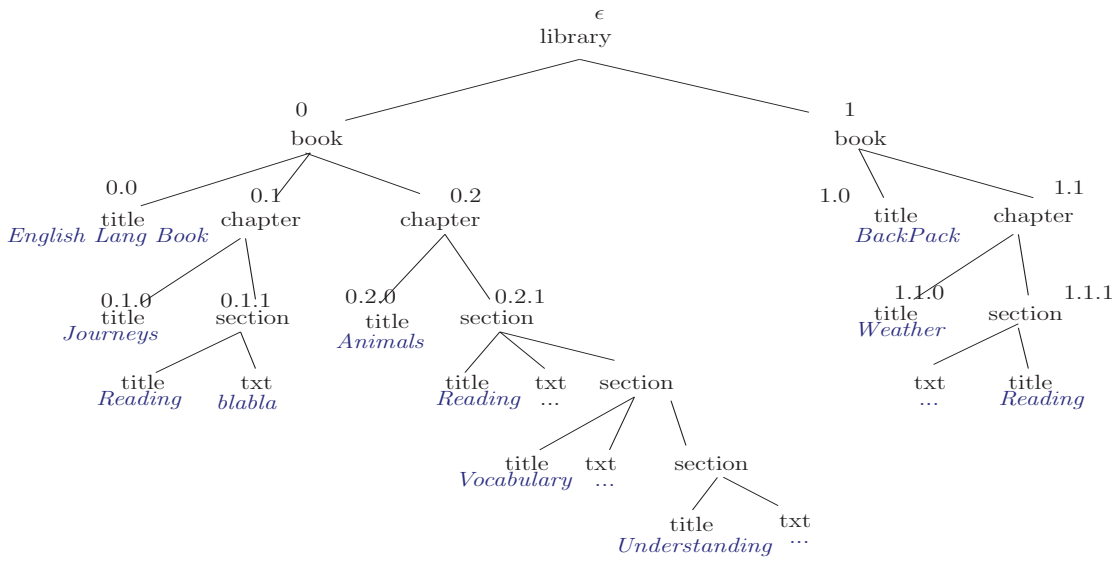 ϵ
library
0
book
1
book
0.0
title
English Lang Book
0.1
chapter
0.2
chapter
1.0
title
BackPack
1.1
chapter
0.1.0
title
Journeys
0.1.1
section
0.2.0
title
Animals
0.2.1
section
1.1.0
title
Weather
1.1.1
section
title
Reading
txt
blabla
title
Reading
txt
...
section
txt
...
title
Reading
title
Vocabulary
txt
...
section
title
Understanding
txt
...